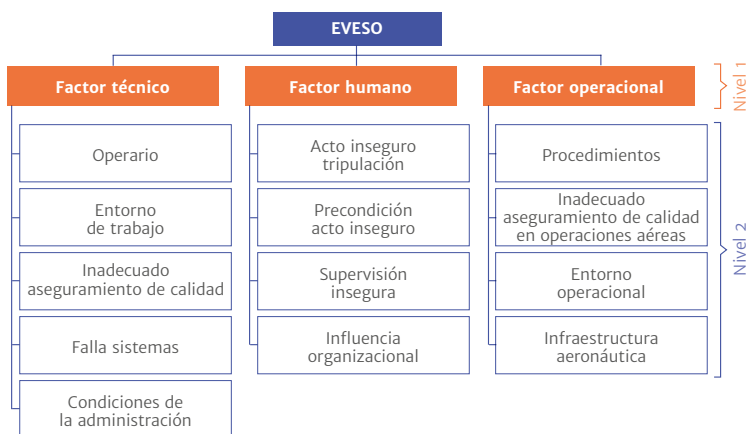 EVESO
Factor técnico
Factor humano
Factor operacional
Nivel 1
Operario
Entorno
de trabajo
Inadecuado
aseguramiento de calidad
Falla sistemas
Condiciones de
la administración
Acto inseguro
tripulación
Precondición
acto inseguro
Supervisión
insegura
Influencia
organizacional
Procedimientos
Inadecuado
aseguramiento de calidad
en operaciones aéreas
Entorno
operacional
Infraestructura
aeronáutica
Nivel 2